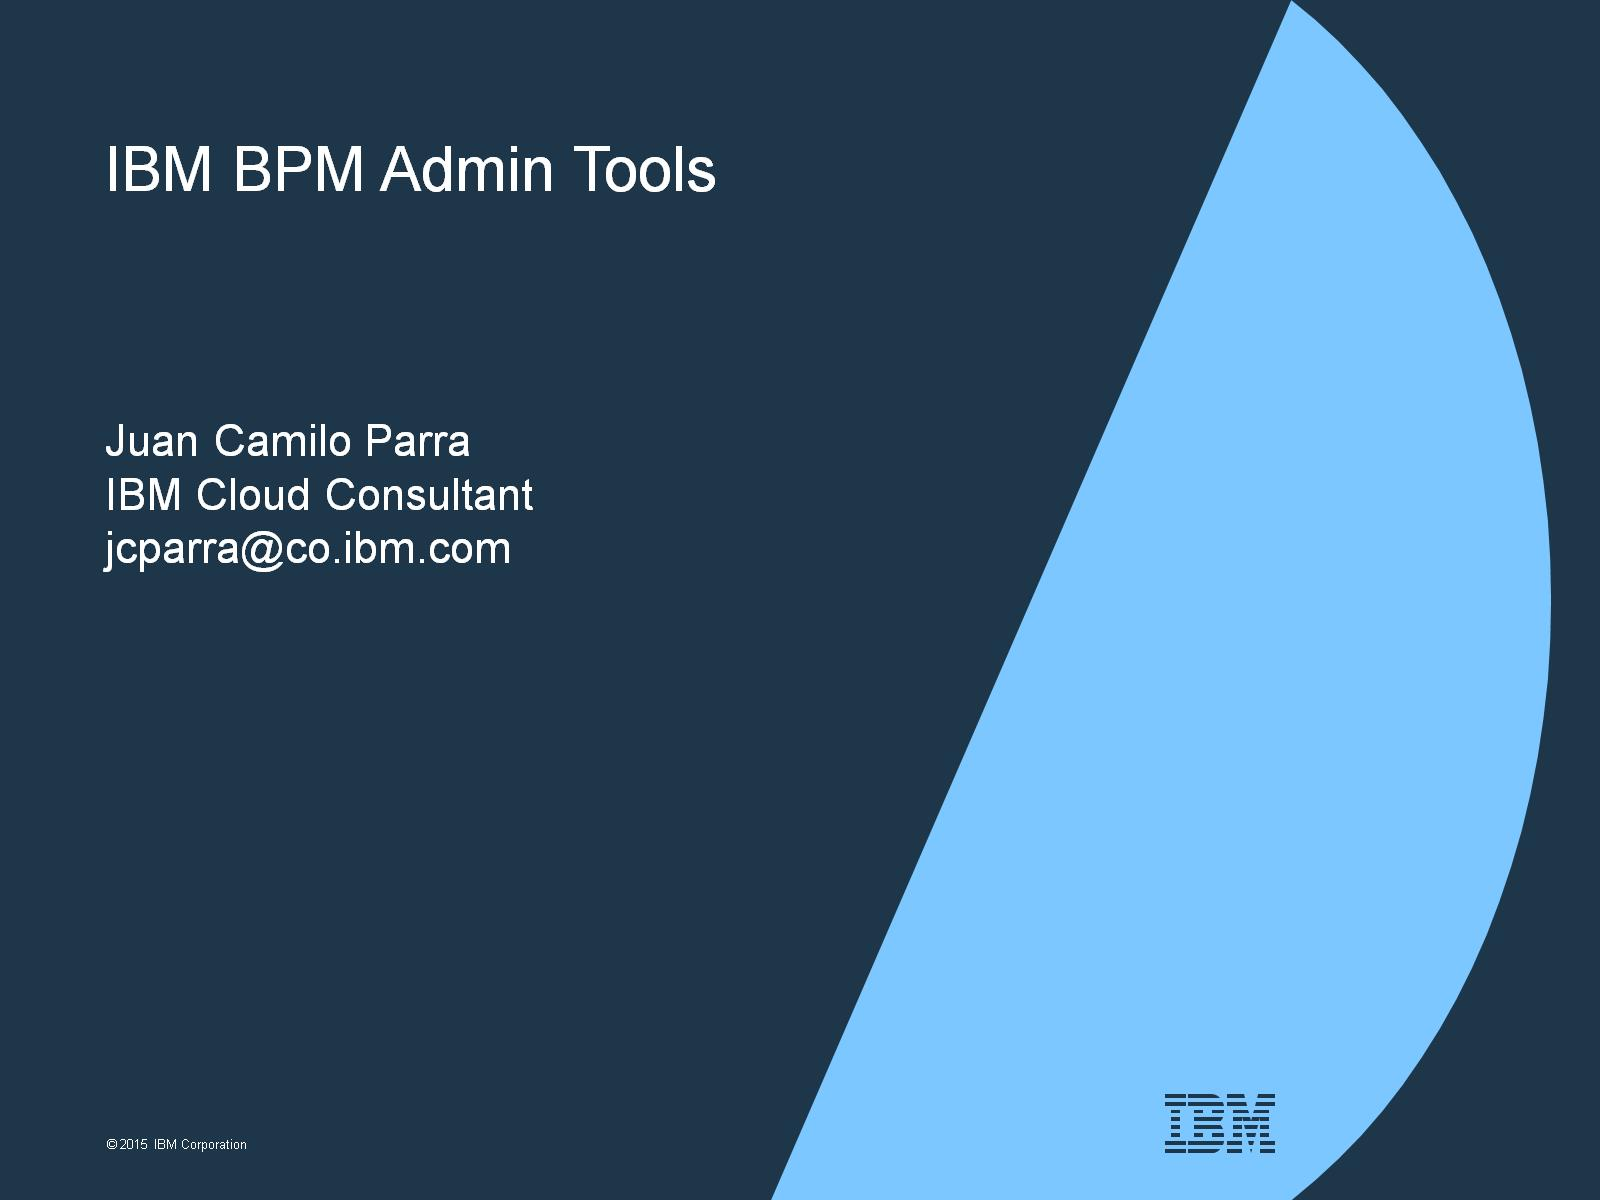 IBM BPM Admin Tools
Juan Camilo Parra
IBM Cloud Consultant
jcparra@co.ibm.com
© 2015 IBM Corporation
IBM